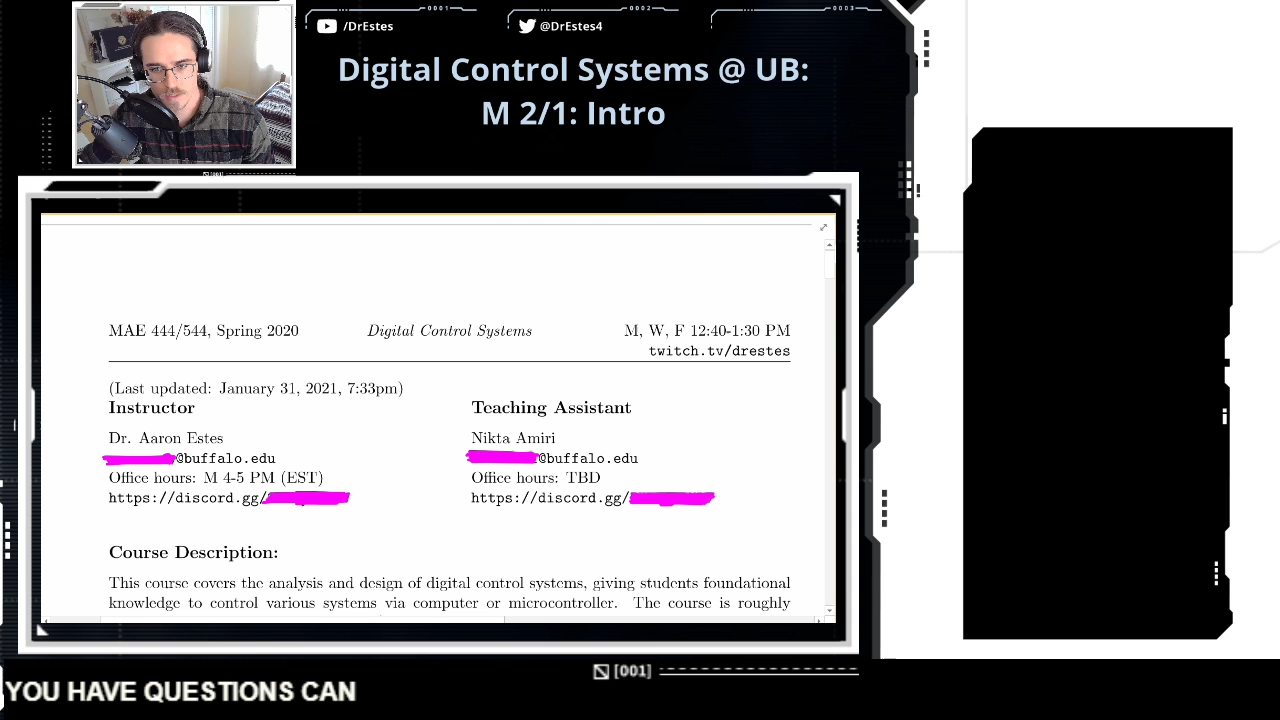 0001
0002
0003
/DrEstes
@DrEstes4
Digital Control Systems @ UB:
M 2/1: Intro
[001]
MAE 444/544, Spring 2020
Digital Control Systems
M, W, F 12:40-1:30 PM
twitch.tv/drestes
(Last updated: January 31, 2021, 7:33pm)
Instructor
Dr. Aaron Estes
@buffalo.edu
Office hours: M 4-5 PM (EST)
https://discord.gg/
Teaching Assistant
Nikta Amiri
@buffalo.edu
Office hours: TBD
https://discord.gg/
Course Description:
This course covers the analysis and design of digital control systems, giving students foundational
knowledge to control various systems via computer or microcontroller. The course is roughly
[001]
YOU HAVE QUESTIONS CAN